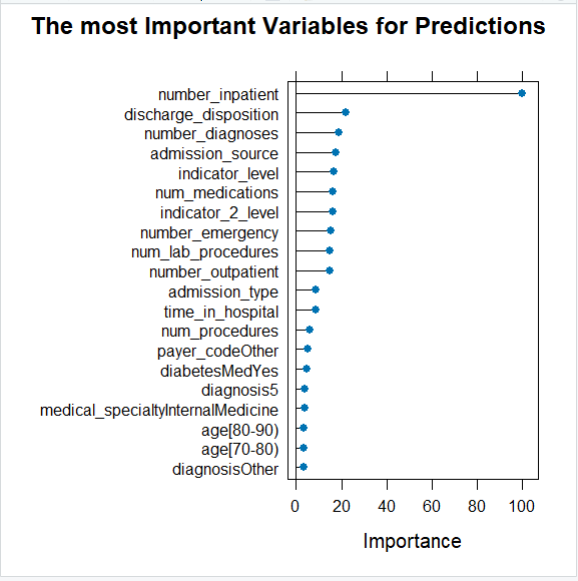 The most Important Variables for Predictions
number_inpatient
discharge_disposition
number_diagnoses
admission_source
indicator_level
num_medications
indicator_2_level
number_emergency
num_lab_procedures
number_outpatient
admission_type
time_in_hospital
num_procedures
payer_codeOther
diabetesMedYes
diagnosis5
medical_specialtyInternalMedicine
age[80-90)
age[70-80)
diagnosisOther
0 20 40 60 80 100
Importance